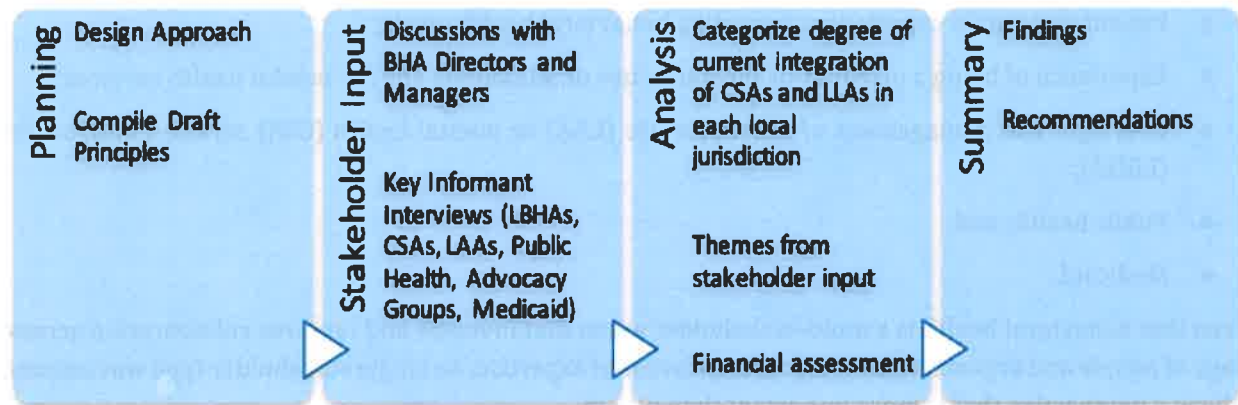 Planning
Design Approach
Compile Draft
Principles
Stakeholder Input
Discussions with
BHA Directors and
Managers
Key Informant
Interviews (LBHAs,
CSAs, LAAs, Public
Health, Advocacy
Groups, Medicaid)
Analysis
Categorize degree of
current integration
of CSAs and LLAs in
each local
jurisdiction
Themes from
stakeholder input
Financial assessment
Summary
Findings
Recommendations